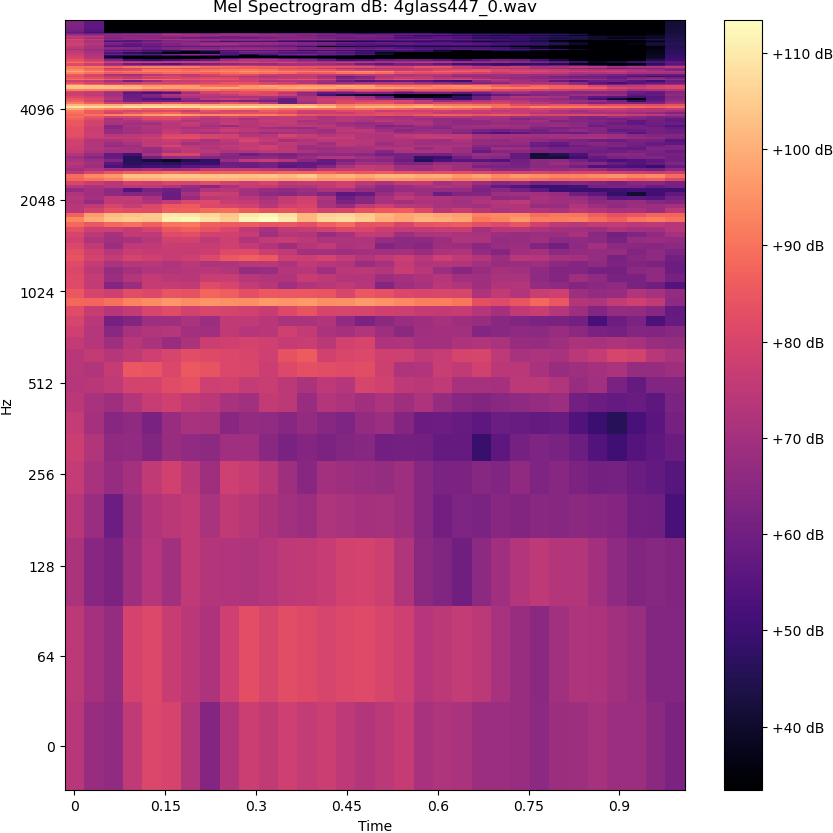 Mel Spectrogram dB: 4glass447_0.wav
+110 dB
+100 dB
+90 dB
+80 dB
+70 dB
+60 dB
+50 dB
+40 dB
4096
2048
1024
512
256
128
64
0
Hz
0 0.15 0.3 0.45 0.6 0.75 0.9
Time